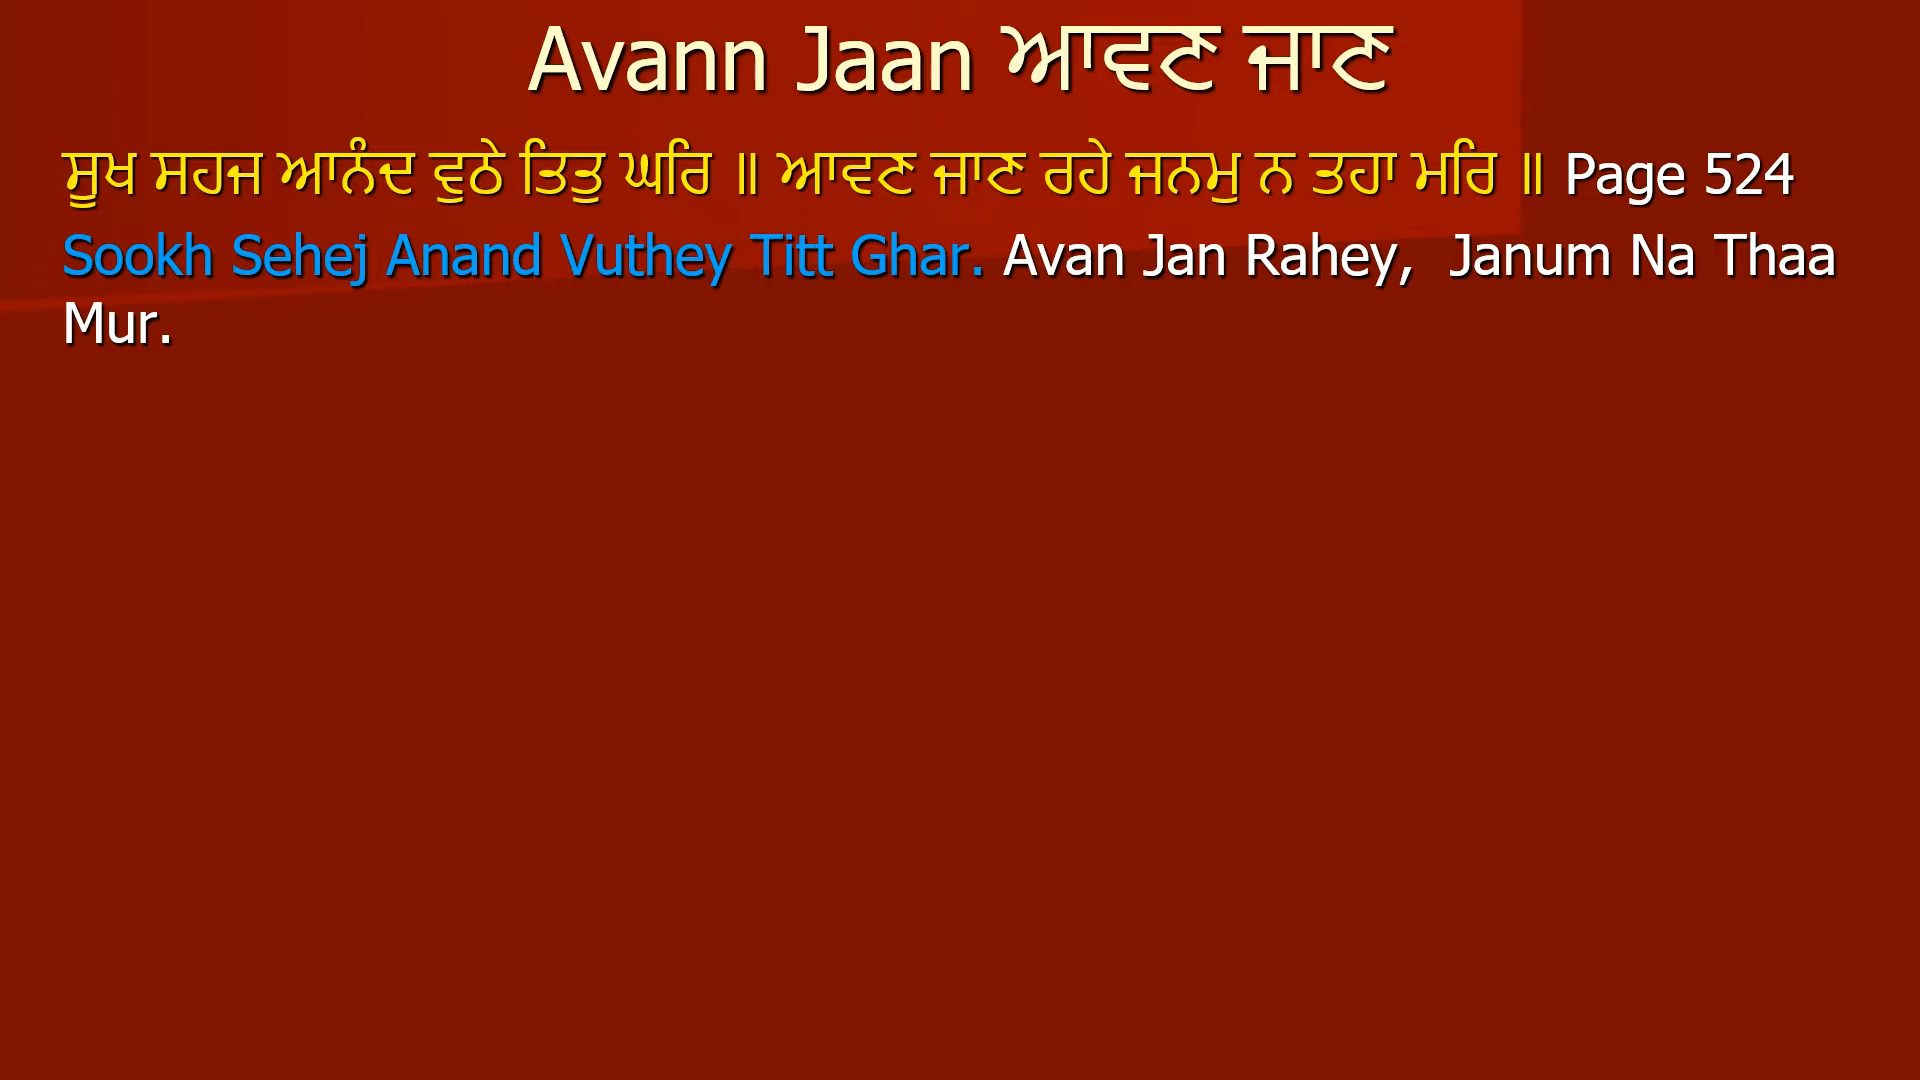 Avann Jaan ਆਵਣ ਜਾਣ
ਸੂਖ ਸਹਜ ਆਨੰਦ ਵੁਠੇ ਤਿਤੁ ਘਰਿ ॥ ਆਵਣ ਜਾਣ ਰਹੇ ਜਨਮੁ ਨ ਤਹਾ ਮਰਿ ॥ Page 524
Sookh Sehej Anand Vuthey Titt Ghar. Avan Jan Rahey,  Janum Na Thaa
Mur.